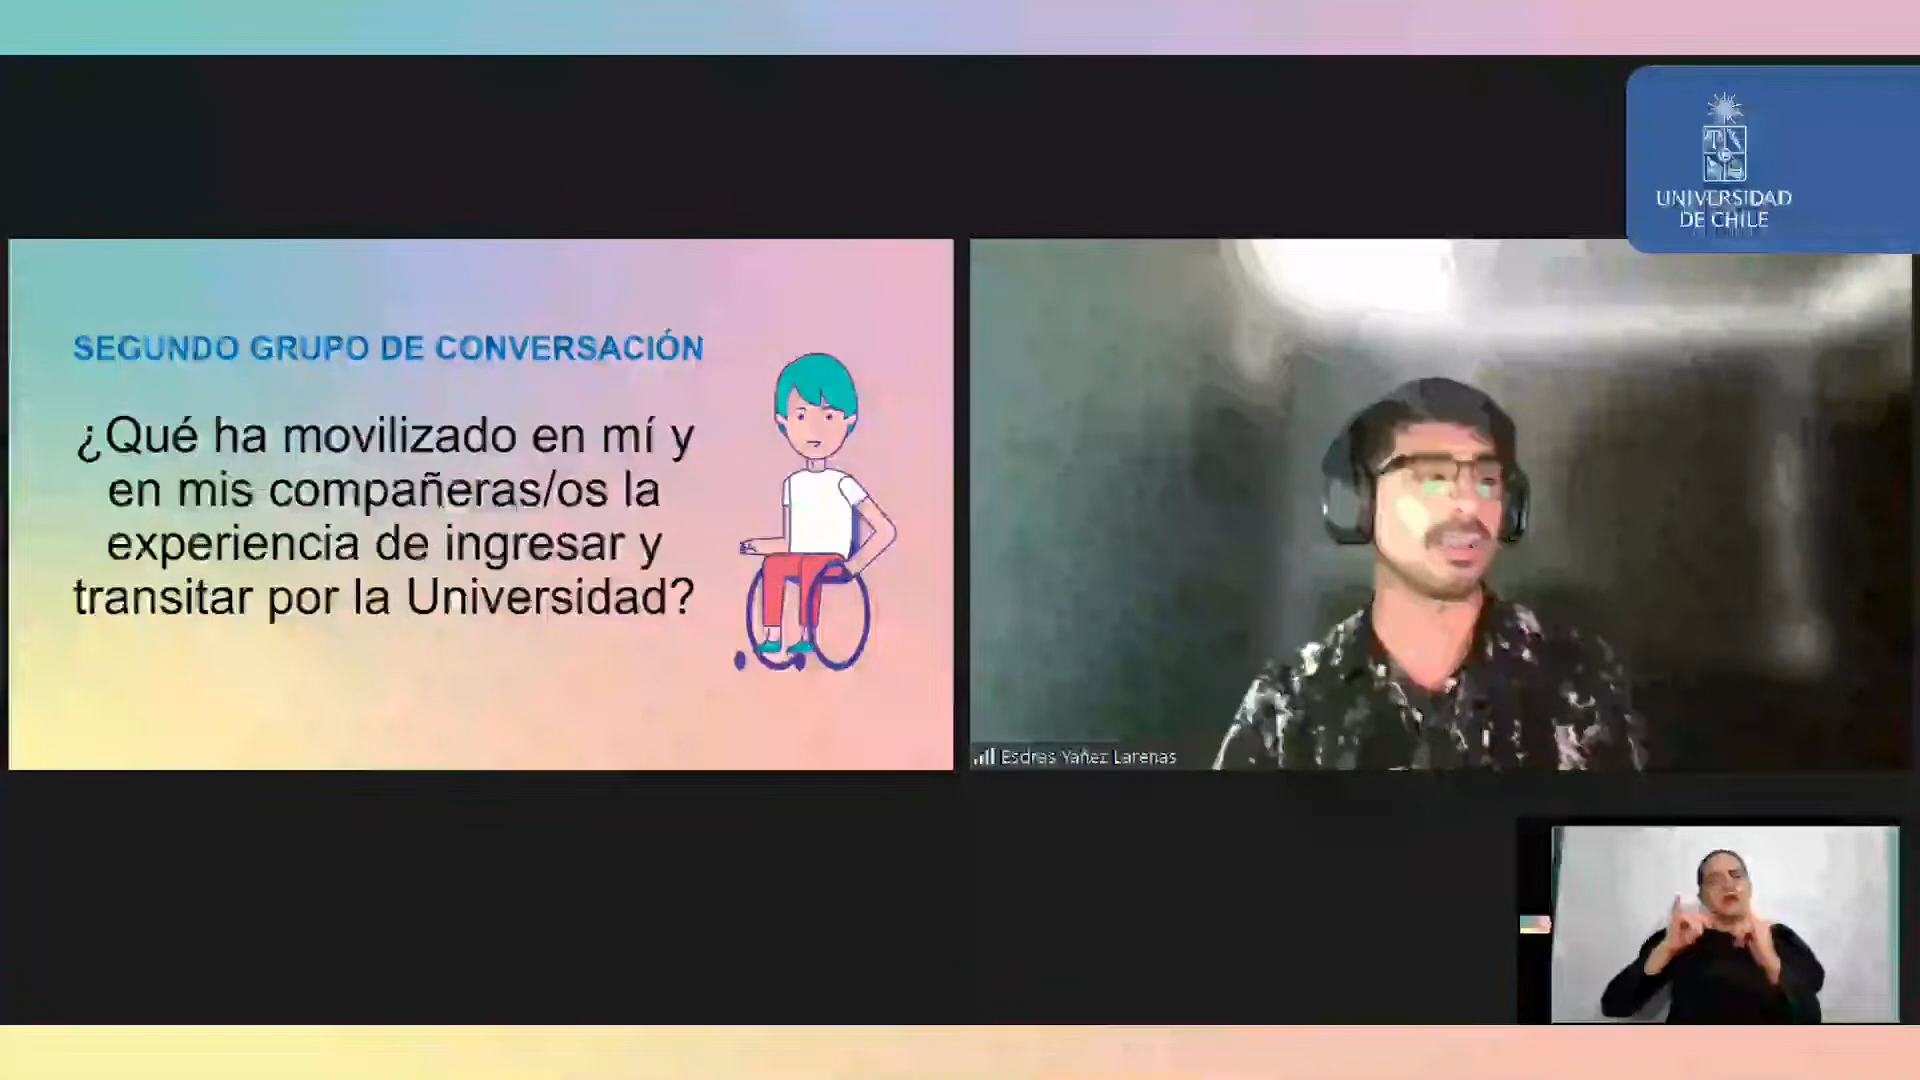 UNIVERSIDAD
DE CHILE
SEGUNDO GRUPO DE CONVERSACIÓN
¿Qué ha movilizado en mí y
en mis compañeras/os la
experiencia de ingresar y
transitar por la Universidad?
Esdras Yañez Larenas